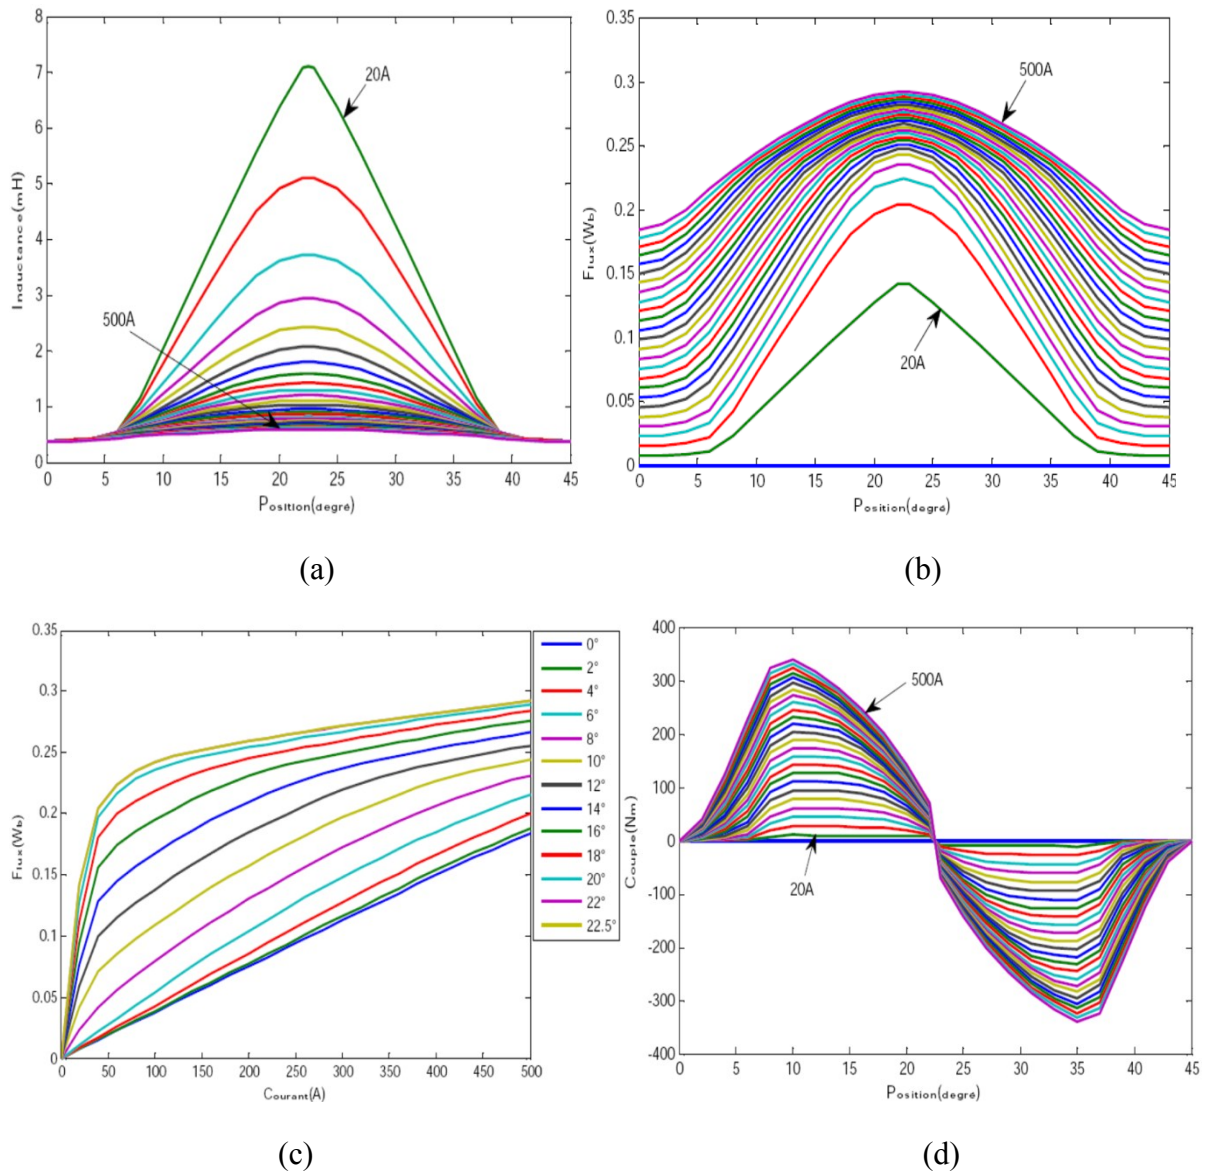 8
7
6
5
4
3
2
1
0
Inductance(mH)
20A
500A
0 5 10 15 20 25 30 35 40 45
Position(degré)
(a)
0.35
0.3
0.25
0.2
0.15
0.1
0.05
0
Flux(Wb)
500A
20A
0 5 10 15 20 25 30 35 40 45
Position(degré)
(b)
0.35
0.3
0.25
0.2
0.15
0.1
0.05
0
Flux(Wb)
0 50 100 150 200 250 300 350 400 450 500
Courant(A)
0°
2°
4°
6°
8°
10°
12°
14°
16°
18°
20°
22°
22.5°
(c)
400
300
200
100
0
-100
-200
-300
-400
Couple(Nm)
500A
20A
0 5 10 15 20 25 30 35 40 45
Position(degré)
(d)